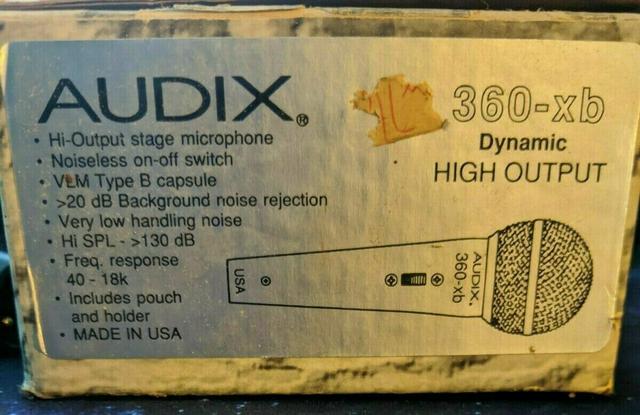 AUDIX®
360-xb
Dynamic
HIGH OUTPUT
• Hi-Output stage microphone
• Noiseless on-off switch
• VLM Type B capsule
• >20 dB Background noise rejection
• Very low handling noise
• Hi SPL - >130 dB
• Freq. response
40 - 18k
• Includes pouch
and holder
• MADE IN USA
USA
AUDIX®
360-xb